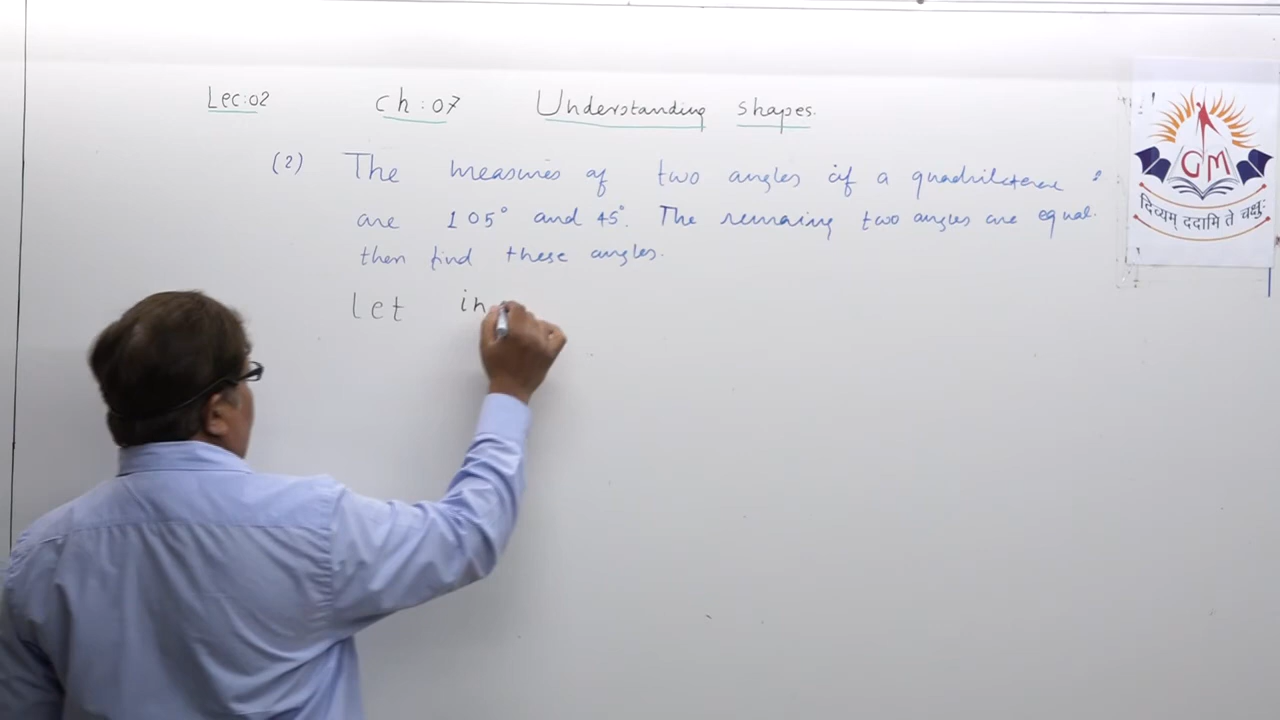 Lec:02 Ch:07 Understanding shapes.
(2) The measures of two angles of a quadrilateral
are 105° and 45°. The remaining two angles are equal.
then find these angles.
Let in
GM
दिव्यम् ददामि ते चक्षुः